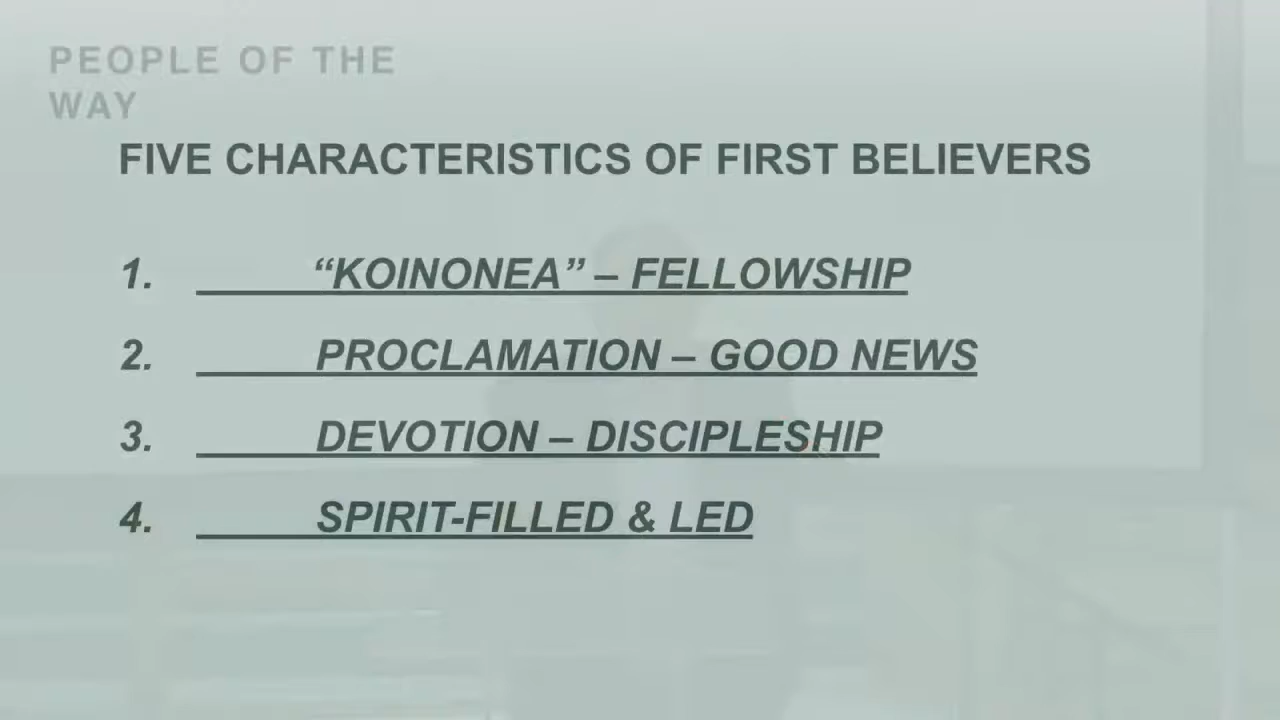 PEOPLE OF THE
WAY
FIVE CHARACTERISTICS OF FIRST BELIEVERS
1. “KOINONEA” – FELLOWSHIP
2. PROCLAMATION – GOOD NEWS
3. DEVOTION – DISCIPLESHIP
4. SPIRIT-FILLED & LED